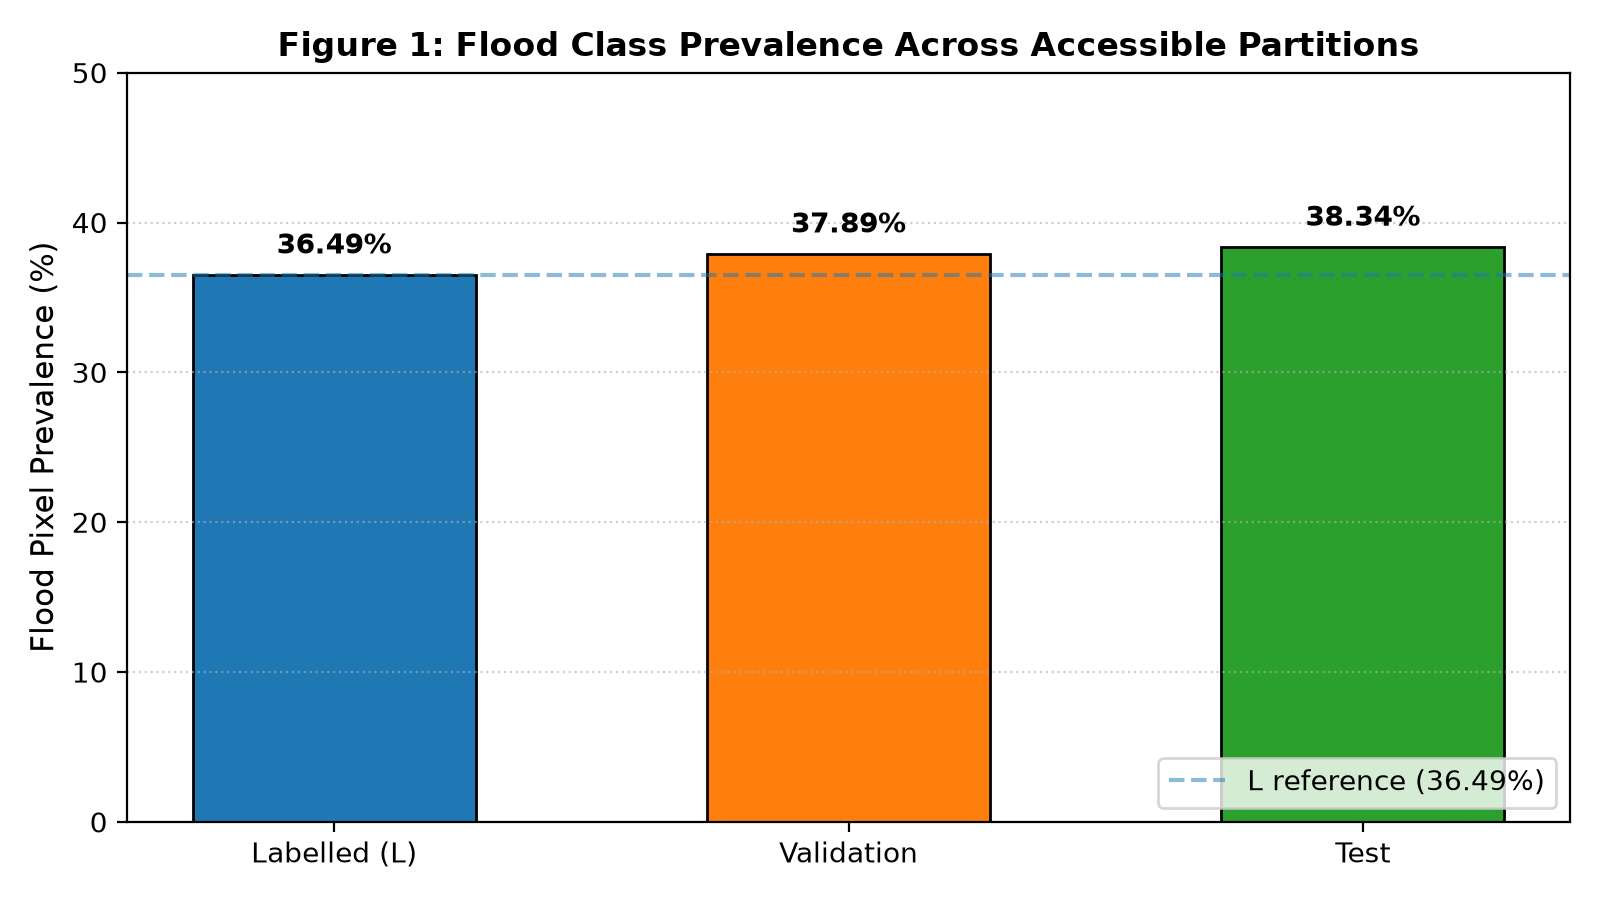 Figure 1: Flood Class Prevalence Across Accessible Partitions
Flood Pixel Prevalence (%)
50
40
30
20
10
0
36.49%
37.89%
38.34%
L reference (36.49%)
Labelled (L)
Validation
Test